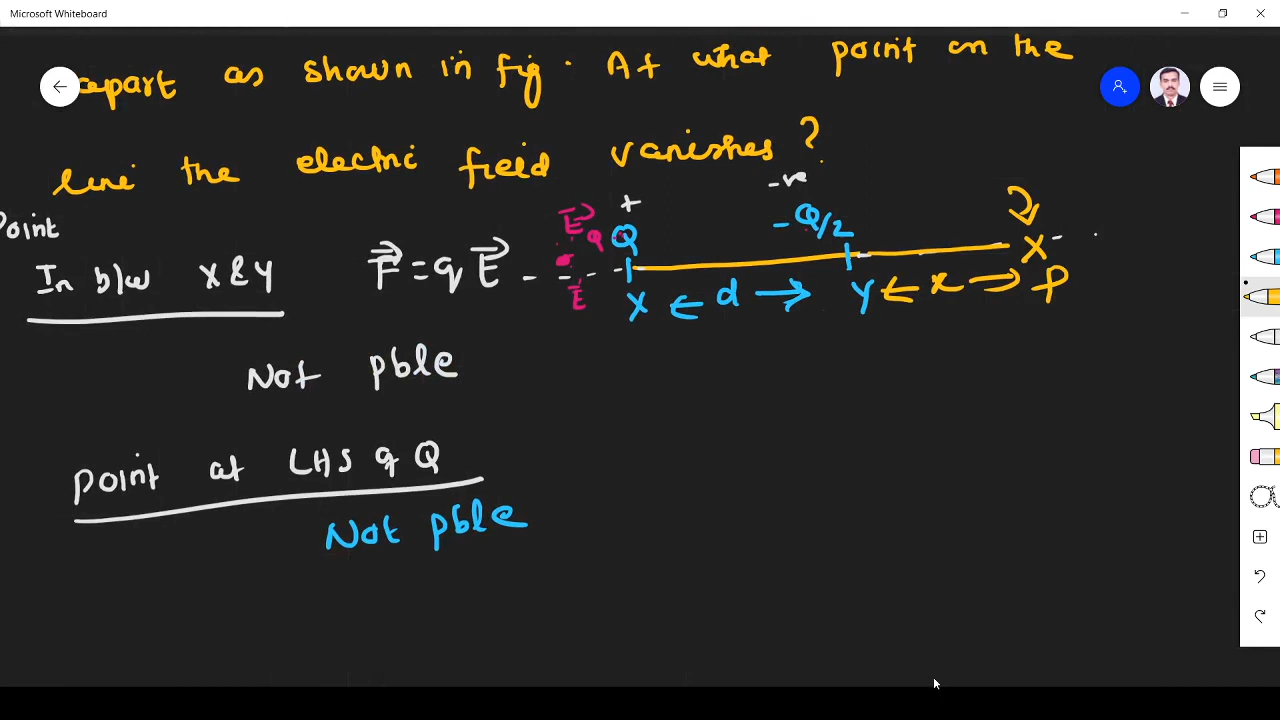 Microsoft Whiteboard
apart as shown in fig. At what point on the
line the electric field vanishes?
Point
In b/w X & Y
F = q E
E Q
E
+
Q
-ve
-Q/2
X ← d → Y ← x → P
X
Not pble
Point at LHS of Q
Not pble